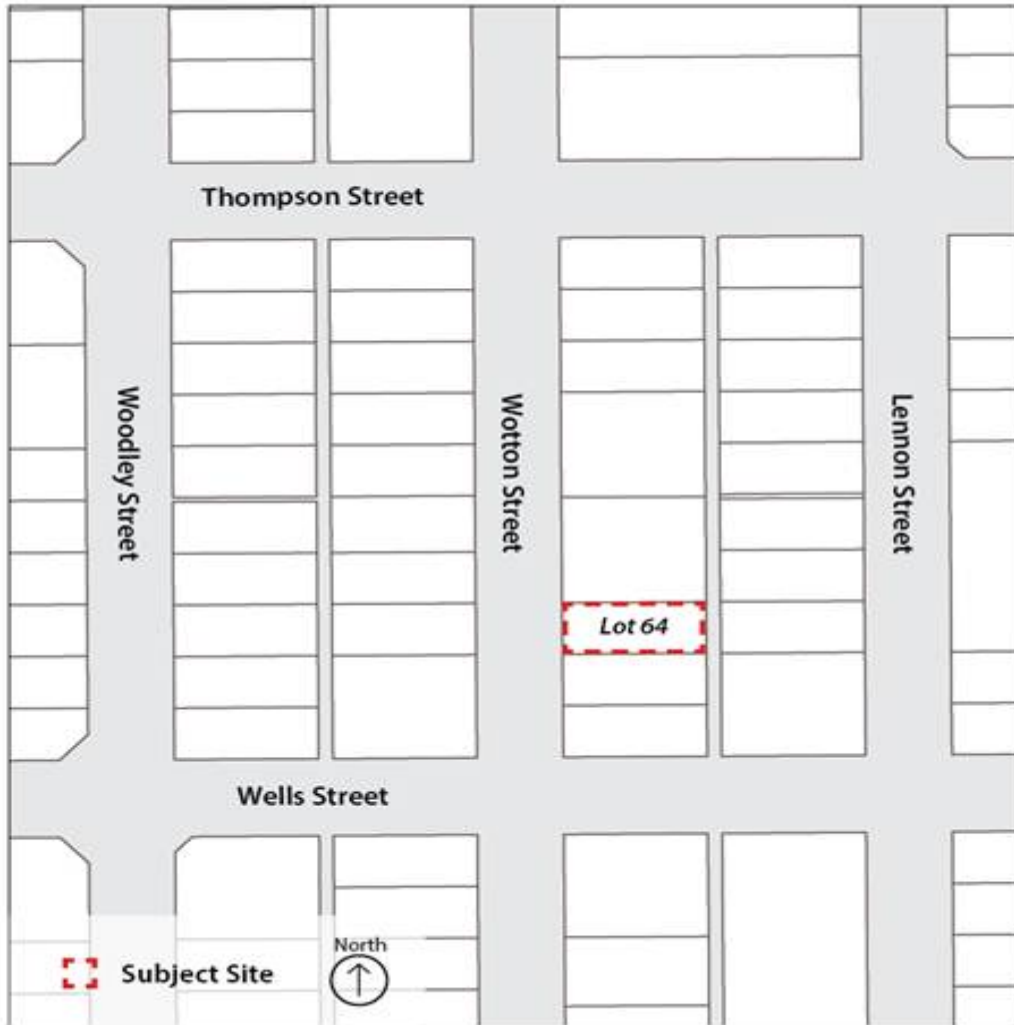 Thompson Street
Woodley Street
Wotton Street
Lennon Street
Lot 64
Wells Street
North
Subject Site